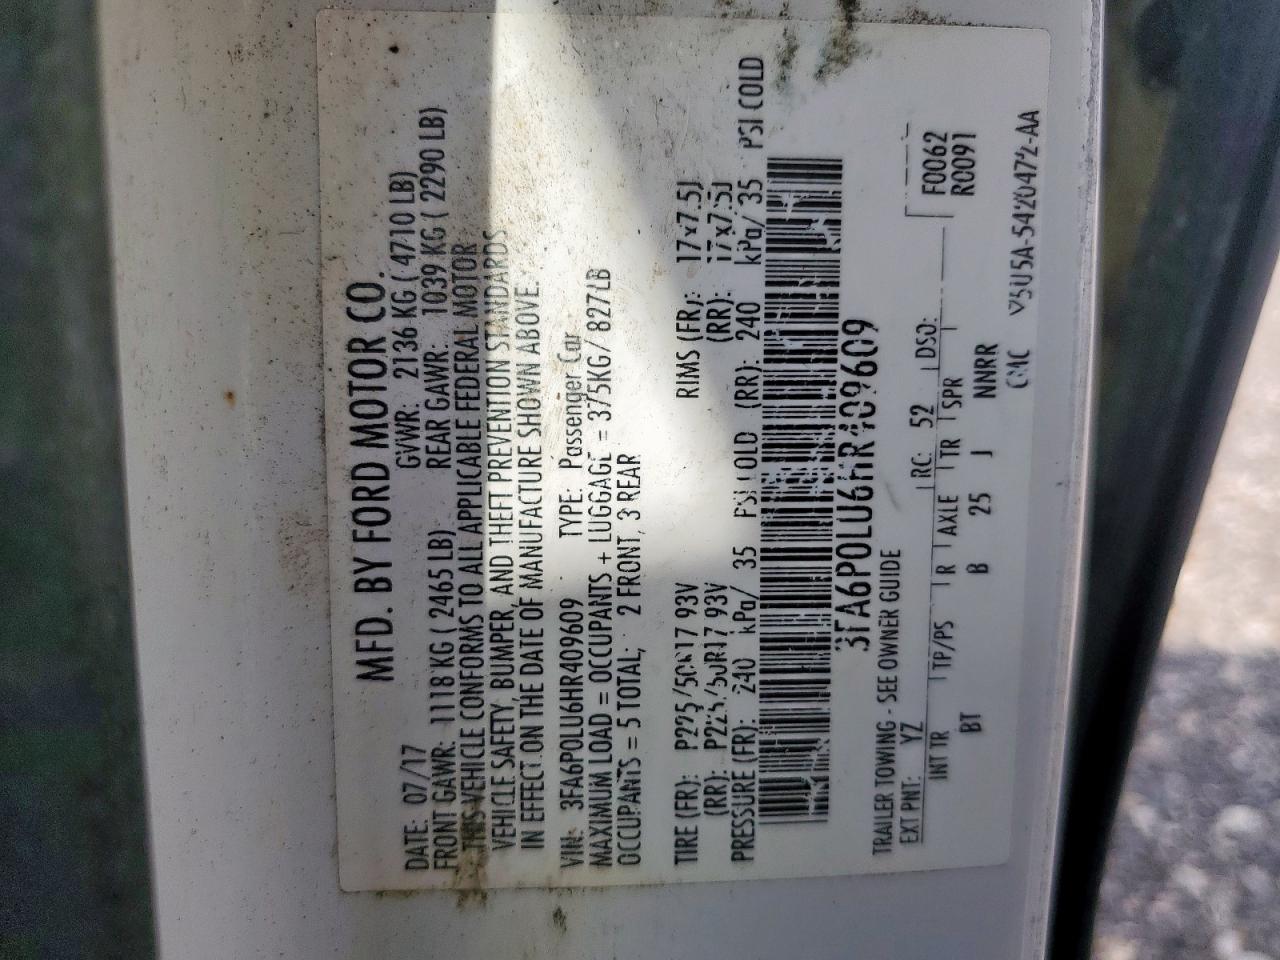 MFD. BY FORD MOTOR CO.
DATE: 07/17 GVWR: 2136 KG ( 4710 LB)
FRONT GAWR: 1118 KG ( 2465 LB) REAR GAWR: 1039 KG ( 2290 LB)
THIS VEHICLE CONFORMS TO ALL APPLICABLE FEDERAL MOTOR
VEHICLE SAFETY, BUMPER, AND THEFT PREVENTION STANDARDS
IN EFFECT ON THE DATE OF MANUFACTURE SHOWN ABOVE.
VIN: 3FA6P0LU6HR409609 TYPE: Passenger Car
MAXIMUM LOAD = OCCUPANTS + LUGGAGE = 375KG/ 827LB
OCCUPANTS = 5 TOTAL; 2 FRONT, 3 REAR
TIRE (FR): P225/50R17 93V RIMS (FR): 17x7.5J
(RR): P225/50R17 93V (RR): 17x7.5J
PRESSURE (FR): 240 kPa/ 35 PSI COLD (RR): 240 kPa/ 35 PSI COLD
3FA6P0LU6HR409609
TRAILER TOWING - SEE OWNER GUIDE
EXT PNT: YZ RC: 52 DSO:
F0062
R0091
INT TR TP/PS R AXLE TR SPR
BT B 25 J NNRR
V5U5A-5420472-AA